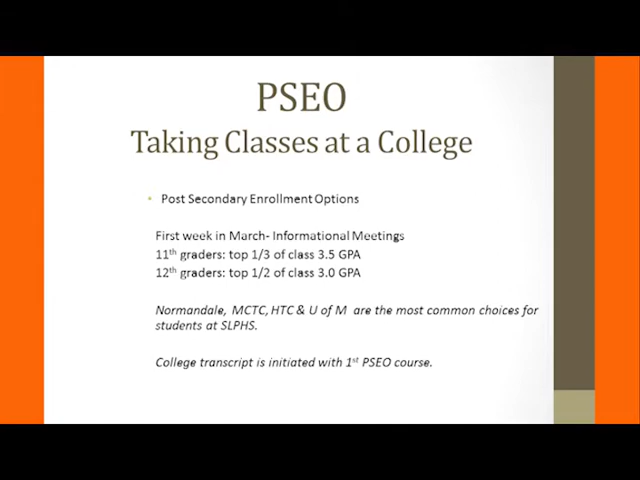 PSEO
Taking Classes at a College
• Post Secondary Enrollment Options
First week in March- Informational Meetings
11th graders: top 1/3 of class 3.5 GPA
12th graders: top 1/2 of class 3.0 GPA
Normandale, MCTC, HTC & U of M are the most common choices for
students at SLPHS.
College transcript is initiated with 1st PSEO course.